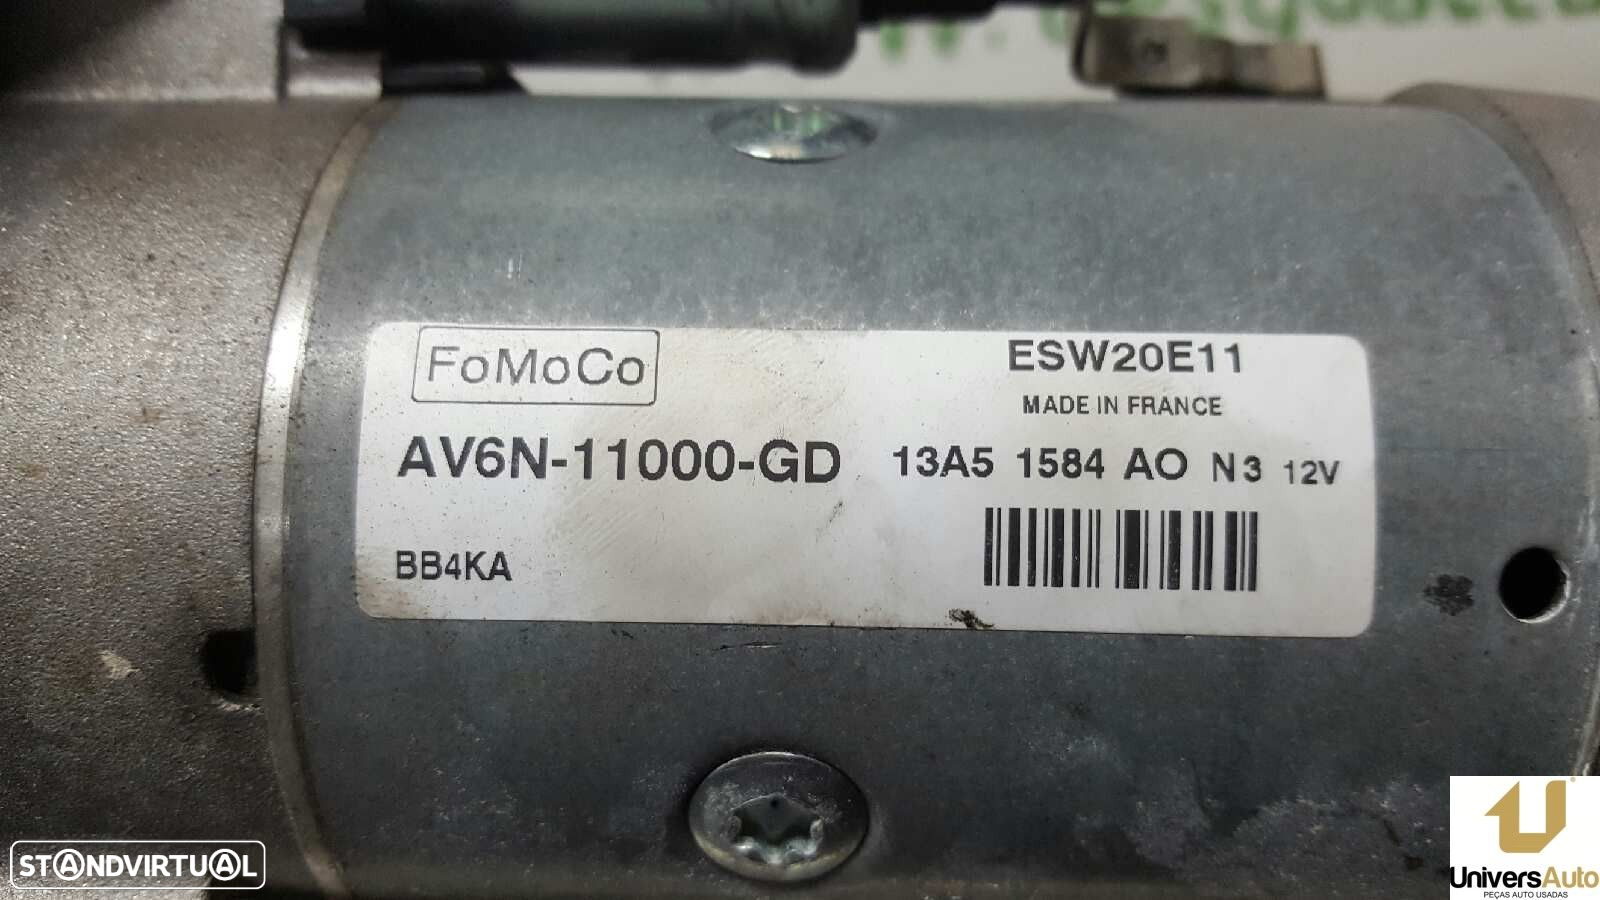 FoMoCo
ESW20E11
MADE IN FRANCE
AV6N-11000-GD
13A5 1584 AO N3 12V
BB4KA
STANDVIRTUAL
UniversAuto
PEÇAS AUTO USADAS